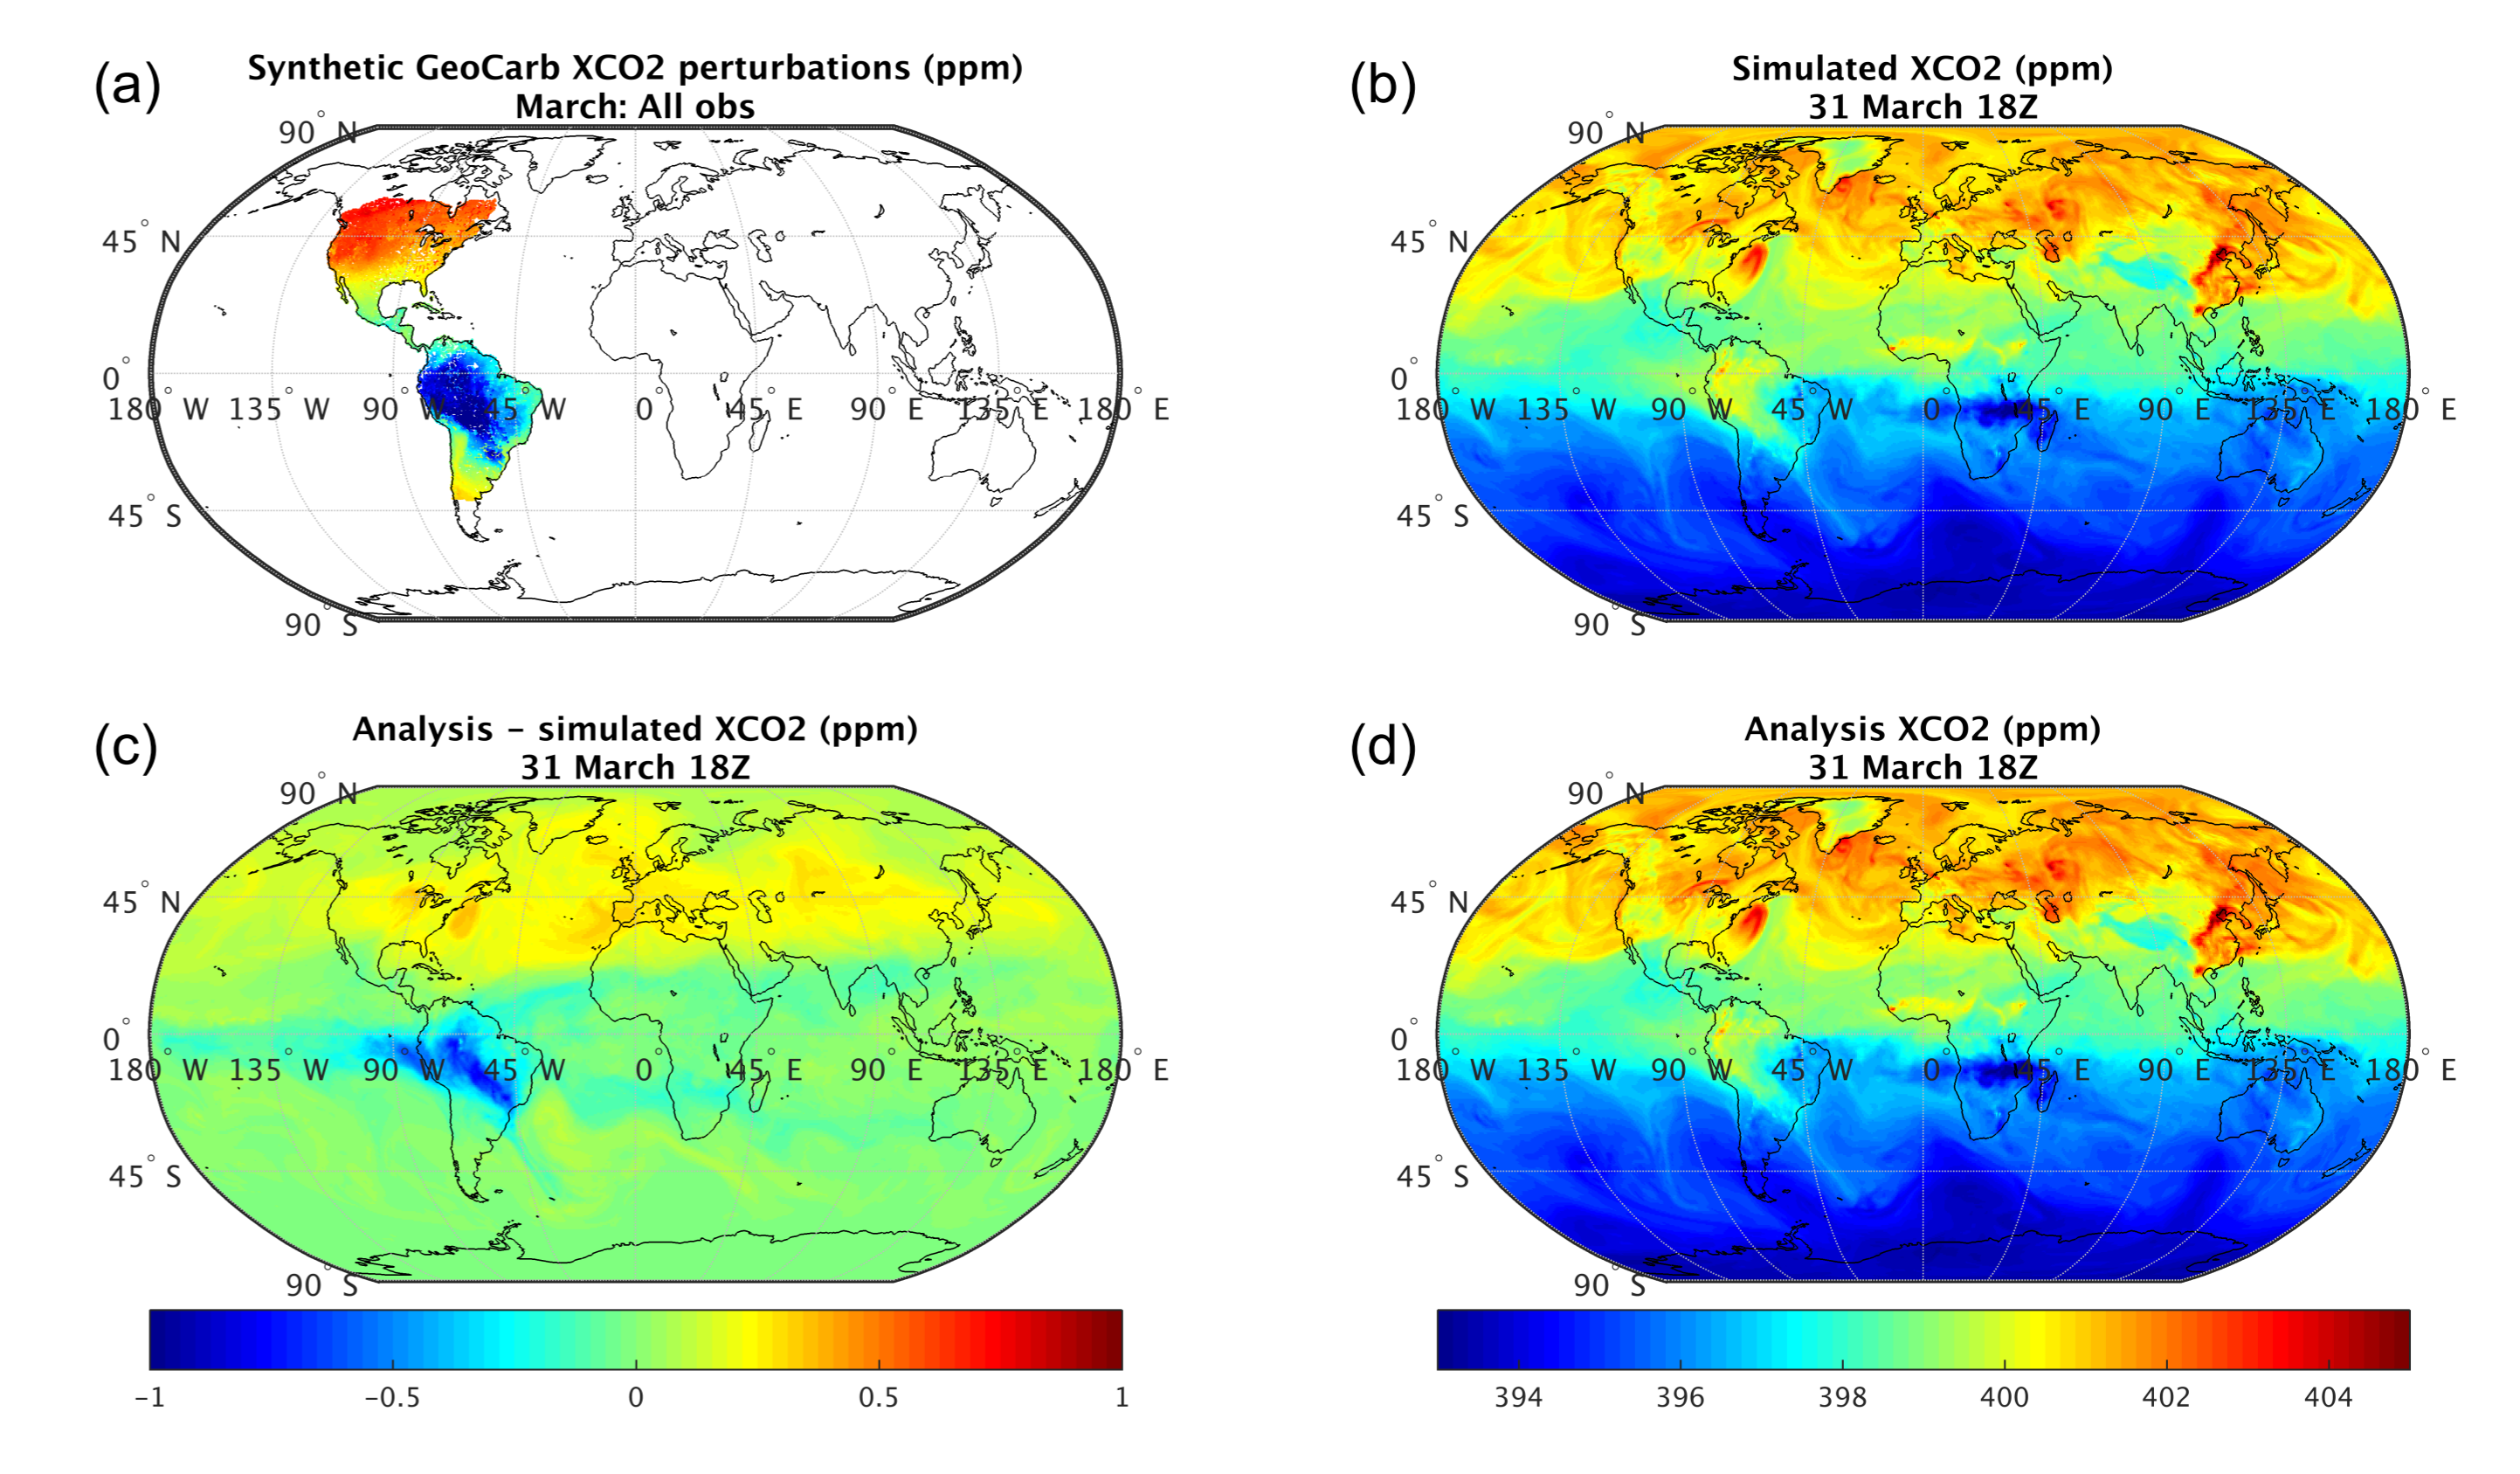 (a)
Synthetic GeoCarb XCO2 perturbations (ppm)
March: All obs
90° N
45° N
0°
180° W 135° W 90° W 45° W 0° 45° E 90° E 135° E 180° E
45° S
90° S
(b)
Simulated XCO2 (ppm)
31 March 18Z
90° N
45° N
0°
180° W 135° W 90° W 45° W 0° 45° E 90° E 135° E 180° E
45° S
90° S
(c)
Analysis – simulated XCO2 (ppm)
31 March 18Z
90° N
45° N
0°
180° W 135° W 90° W 45° W 0° 45° E 90° E 135° E 180° E
45° S
90° S
-1 -0.5 0 0.5 1
(d)
Analysis XCO2 (ppm)
31 March 18Z
90° N
45° N
0°
180° W 135° W 90° W 45° W 0° 45° E 90° E 135° E 180° E
45° S
90° S
394 396 398 400 402 404